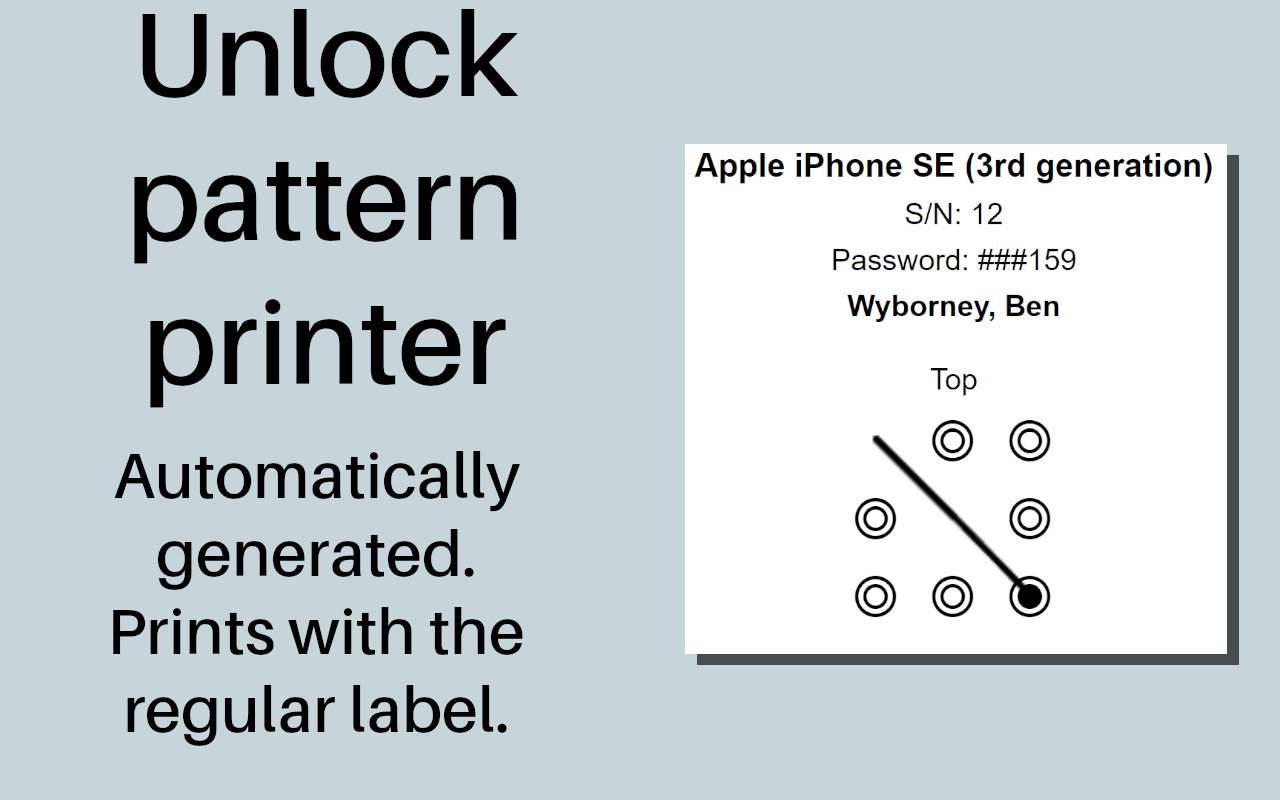 Unlock
pattern
printer
Automatically
generated.
Prints with the
regular label.
Apple iPhone SE (3rd generation)
S/N: 12
Password: ###159
Wyborney, Ben
Top